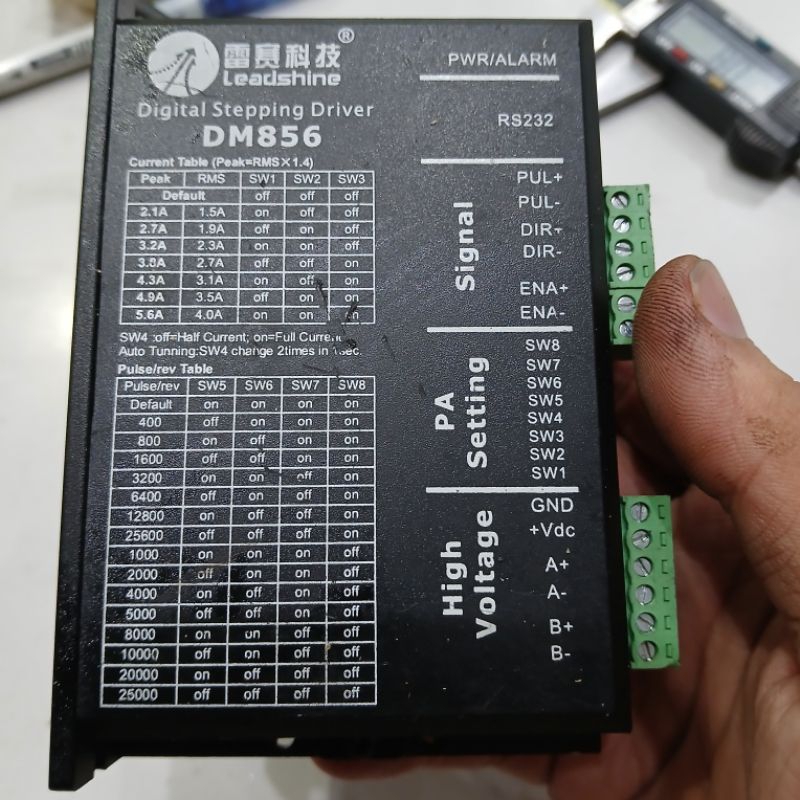 雷赛科技®
Leadshine
Digital Stepping Driver
DM856
Current Table (Peak=RMS×1.4)
Peak RMS SW1 SW2 SW3
Default off off off
2.1A 1.5A on off off
2.7A 1.9A off on off
3.2A 2.3A on on off
3.8A 2.7A off off on
4.3A 3.1A on off on
4.9A 3.5A off on on
5.6A 4.0A on on on
SW4 :off=Half Current; on=Full Current
Auto Tunning:SW4 change 2times in 1sec.
Pulse/rev Table
Pulse/rev SW5 SW6 SW7 SW8
Default on on on on
400 off on on on
800 on off on on
1600 off off on on
3200 on on off on
6400 off on off on
12800 on off off on
25600 off off off on
1000 on on on off
2000 off on on off
4000 on off on off
5000 off off on off
8000 on on off off
10000 off on off off
20000 on off off off
25000 off off off off
PWR/ALARM
RS232
Signal
PUL+
PUL-
DIR+
DIR-
ENA+
ENA-
PA
Setting
SW8
SW7
SW6
SW5
SW4
SW3
SW2
SW1
High
Voltage
GND
+Vdc
A+
A-
B+
B-